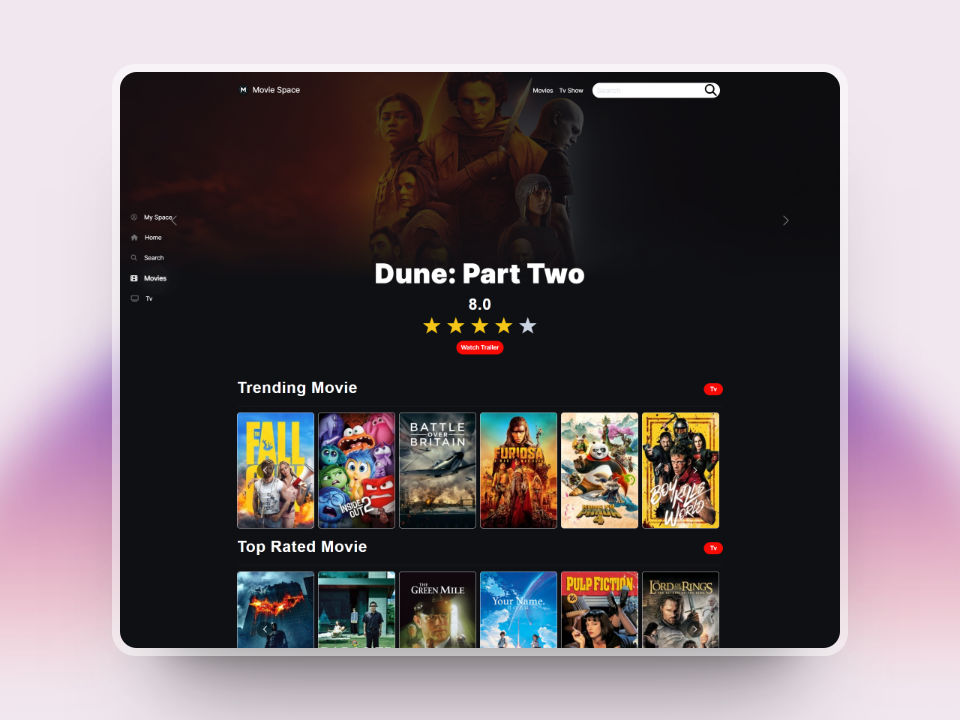 M Movie Space
Movies Tv Show Search
My Space
Home
Search
Movies
Tv
Dune: Part Two
8.0
Watch Trailer
Trending Movie Tv
FALL GUY
INSIDE OUT 2
BATTLE
OVER
BRITAIN
FURIOSA
KUNG FU
PANDA
4
BOY KILLS WORLD
Top Rated Movie Tv
THE
GREEN MILE
Your Name.
PULP FICTION
THE LORD OF THE RINGS